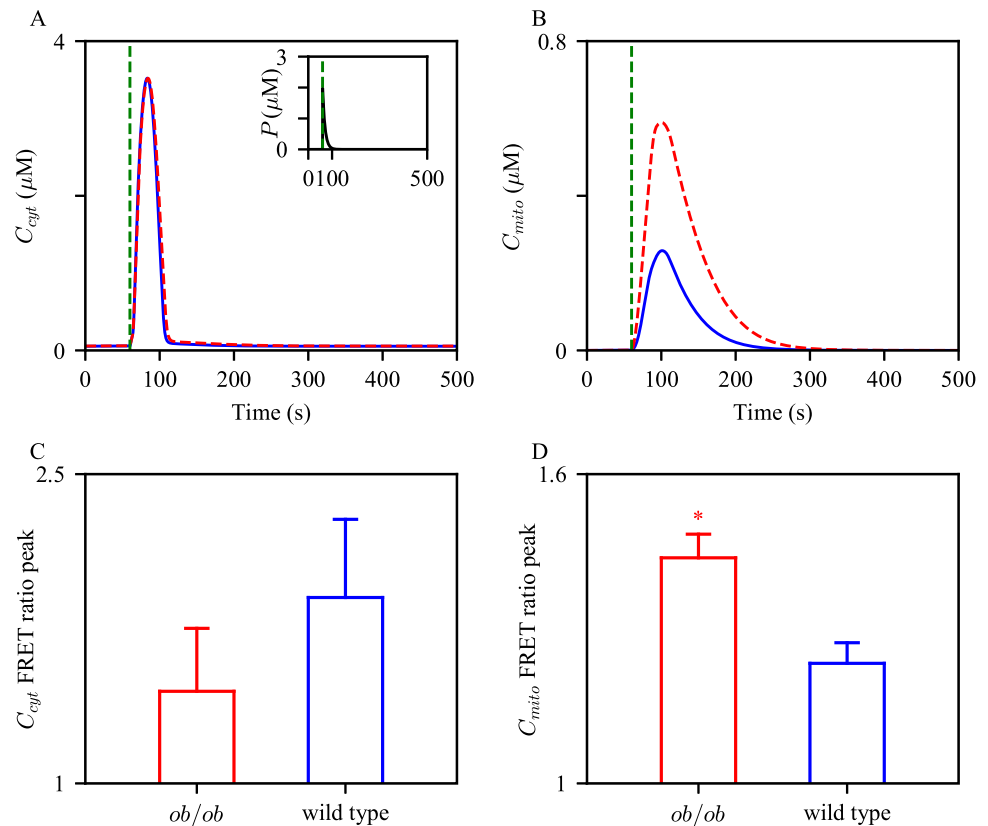 A
4
0
C_cyt (μM)
0 100 200 300 400 500
Time (s)
3
0
P (μM)
0 100 500
B
0.8
0
C_mito (μM)
0 100 200 300 400 500
Time (s)
C
2.5
1
C_cyt FRET ratio peak
ob/ob wild type
D
1.6
1
C_mito FRET ratio peak
*
ob/ob wild type